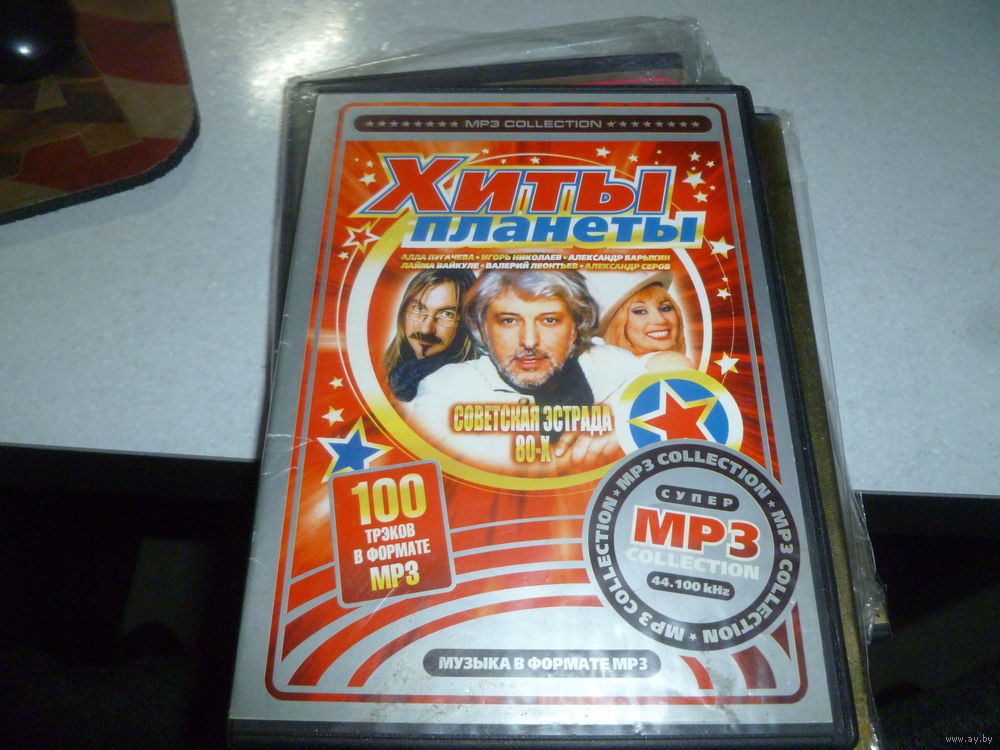 ★★★★★★★★ MP3 COLLECTION ★★★★★★★★
Хиты
планеты
АЛЛА ПУГАЧЕВА • ИГОРЬ НИКОЛАЕВ • АЛЕКСАНДР БАРЫКИН
ЛАЙМА ВАЙКУЛЕ • ВАЛЕРИЙ ЛЕОНТЬЕВ • АЛЕКСАНДР СЕРОВ
СОВЕТСКАЯ ЭСТРАДА
80-Х
100
ТРЭКОВ
В ФОРМАТЕ
MP3
MP3 COLLECTION ★ MP3 COLLECTION ★ MP3 COLLECTION ★ MP3 COLLECTION ★
СУПЕР
MP3
COLLECTION
44.100 kHz
МУЗЫКА В ФОРМАТЕ MP3
www.ay.by